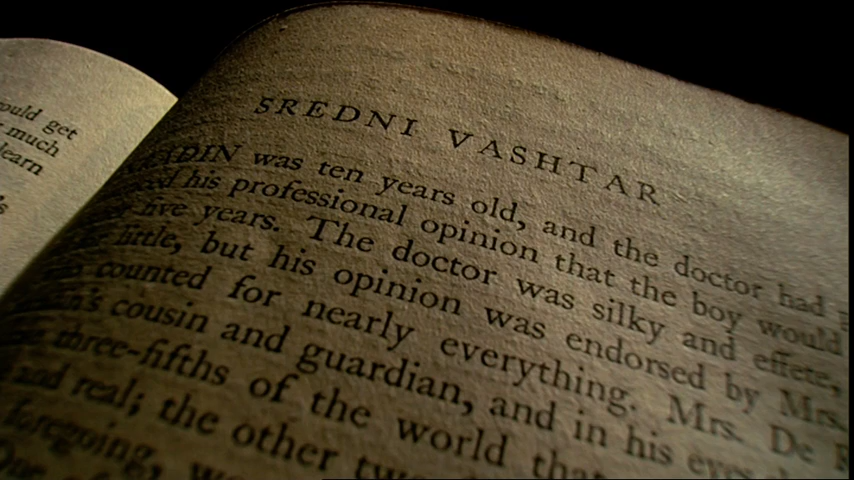 ould get
much
learn
SREDNI VASHTAR
was ten years old, and the doctor had
his professional opinion that the boy would
five years. The doctor was silky and effete,
little, but his opinion was endorsed by Mrs.
counted for nearly everything. Mrs. De
cousin and guardian, and in his eyes
three-fifths of the world
and real; the other
foregoing,
One